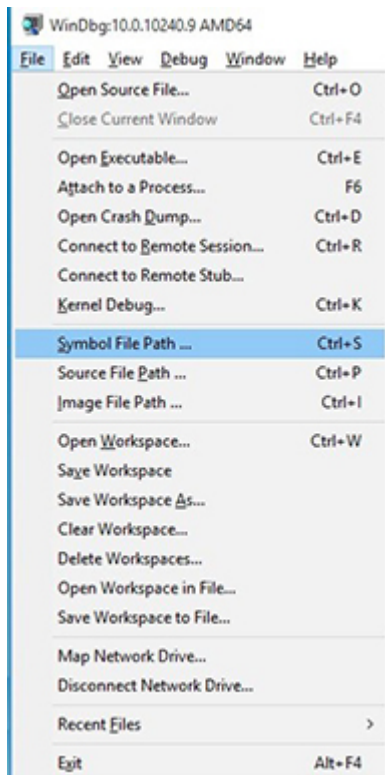 WinDbg:10.0.10240.9 AMD64
File Edit View Debug Window Help
Open Source File... Ctrl+O
Close Current Window Ctrl+F4
Open Executable... Ctrl+E
Attach to a Process... F6
Open Crash Dump... Ctrl+D
Connect to Remote Session... Ctrl+R
Connect to Remote Stub...
Kernel Debug... Ctrl+K
Symbol File Path ... Ctrl+S
Source File Path ... Ctrl+P
Image File Path ... Ctrl+I
Open Workspace... Ctrl+W
Save Workspace
Save Workspace As...
Clear Workspace...
Delete Workspaces...
Open Workspace in File...
Save Workspace to File...
Map Network Drive...
Disconnect Network Drive...
Recent Files >
Exit Alt+F4